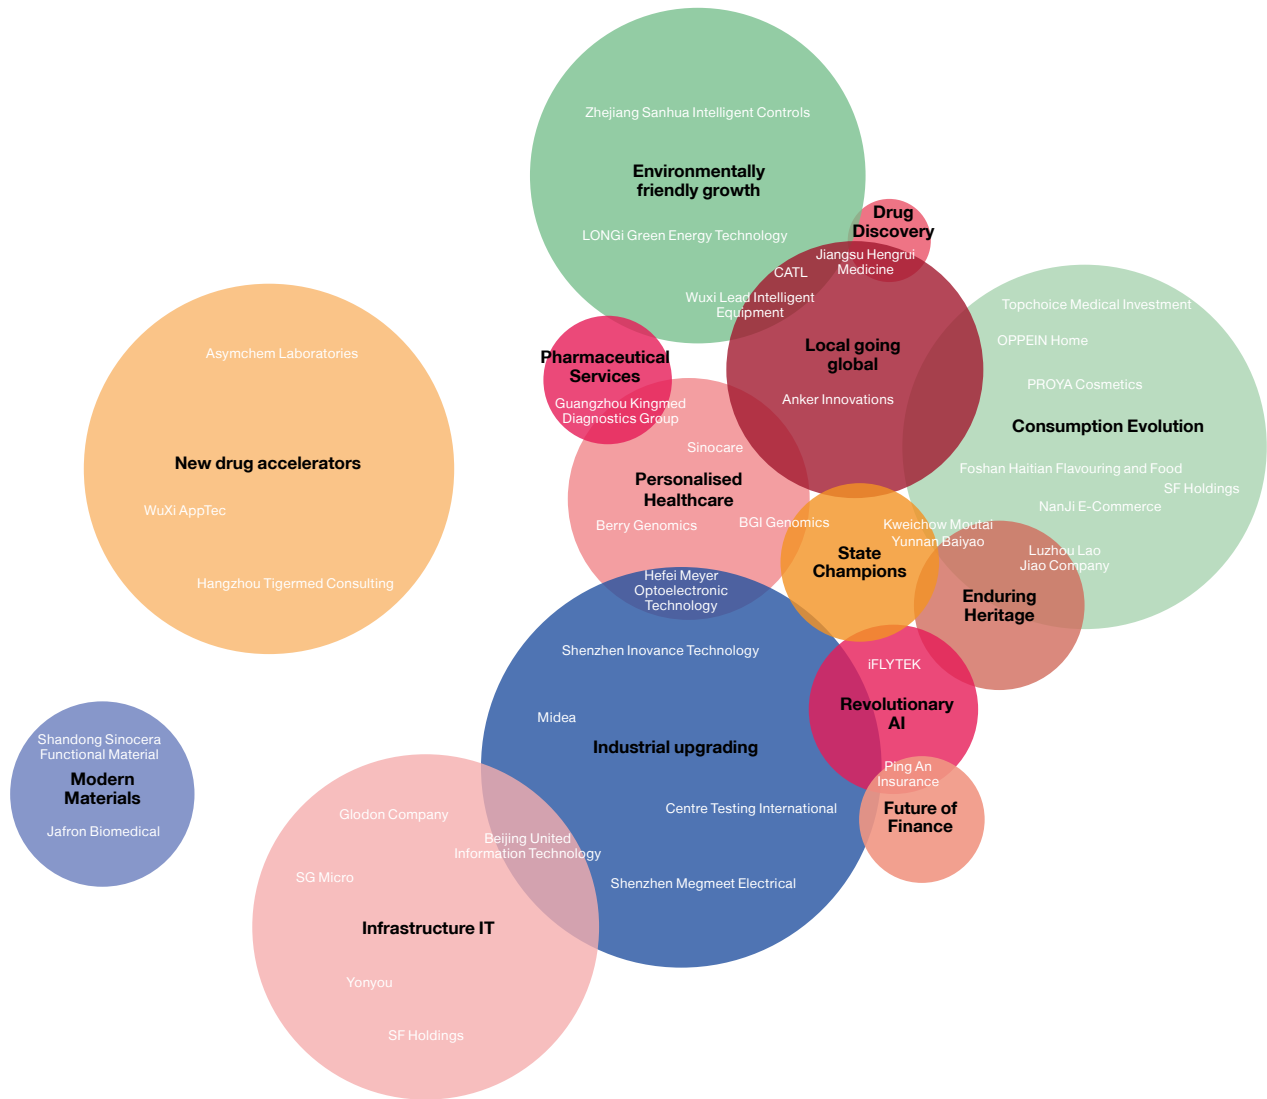 Zhejiang Sanhua Intelligent Controls
Environmentally
friendly growth
LONGi Green Energy Technology
CATL
Wuxi Lead Intelligent
Equipment
Drug
Discovery
Jiangsu Hengrui
Medicine
Local going
global
Anker Innovations
Topchoice Medical Investment
OPPEIN Home
PROYA Cosmetics
Consumption Evolution
Foshan Haitian Flavouring and Food
SF Holdings
NanJi E-Commerce
Kweichow Moutai
Yunnan Baiyao
Luzhou Lao
Jiao Company
Enduring
Heritage
State
Champions
Pharmaceutical
Services
Guangzhou Kingmed
Diagnostics Group
Sinocare
Personalised
Healthcare
Berry Genomics
BGI Genomics
Hefei Meyer
Optoelectronic
Technology
Asymchem Laboratories
New drug accelerators
WuXi AppTec
Hangzhou Tigermed Consulting
Shenzhen Inovance Technology
Midea
Industrial upgrading
Centre Testing International
Shenzhen Megmeet Electrical
iFLYTEK
Revolutionary
AI
Ping An
Insurance
Future of
Finance
Shandong Sinocera
Functional Material
Modern
Materials
Jafron Biomedical
Glodon Company
Beijing United
Information Technology
SG Micro
Infrastructure IT
Yonyou
SF Holdings